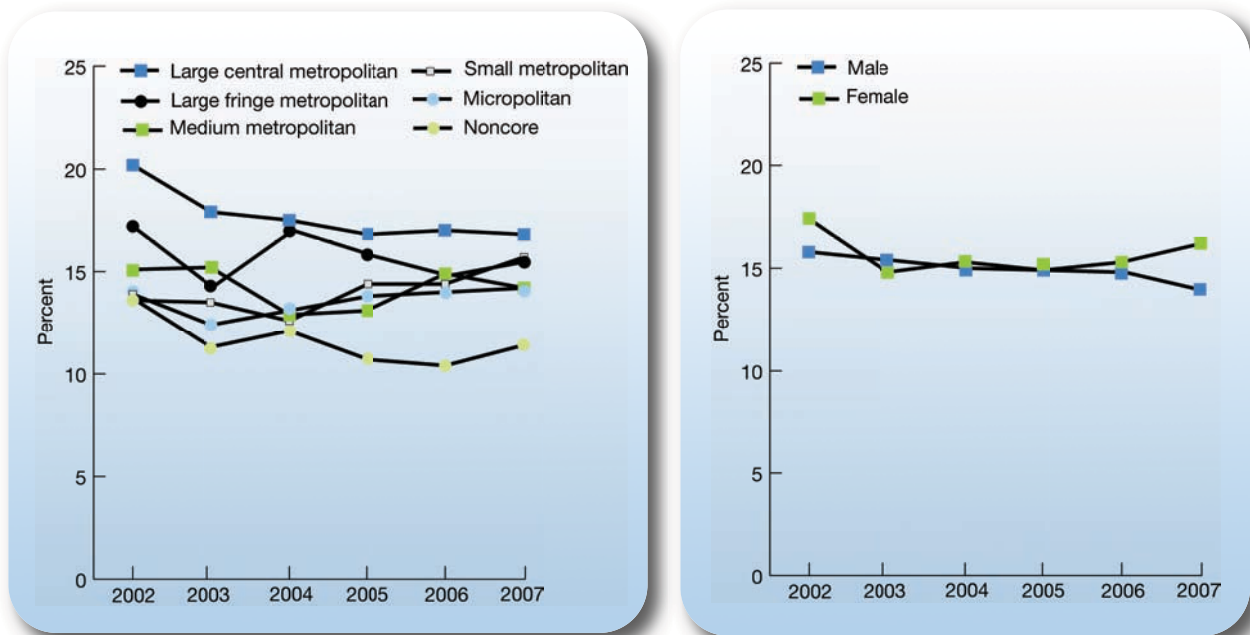 25
Large central metropolitan
Small metropolitan
Large fringe metropolitan
Micropolitan
Medium metropolitan
Noncore
20
15
Percent
10
5
0
2002 2003 2004 2005 2006 2007
25
Male
Female
20
15
Percent
10
5
0
2002 2003 2004 2005 2006 2007